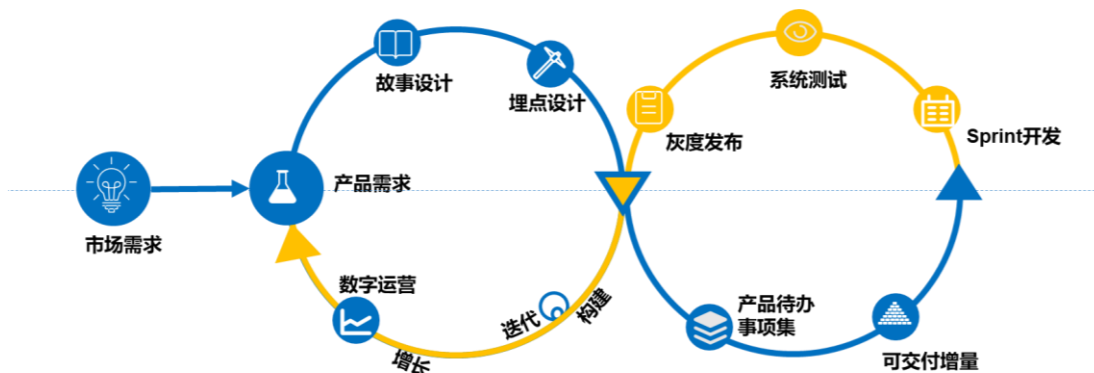 故事设计
埋点设计
系统测试
灰度发布
Sprint开发
产品需求
市场需求
数字运营
迭代
构建
增长
产品待办
事项集
可交付增量